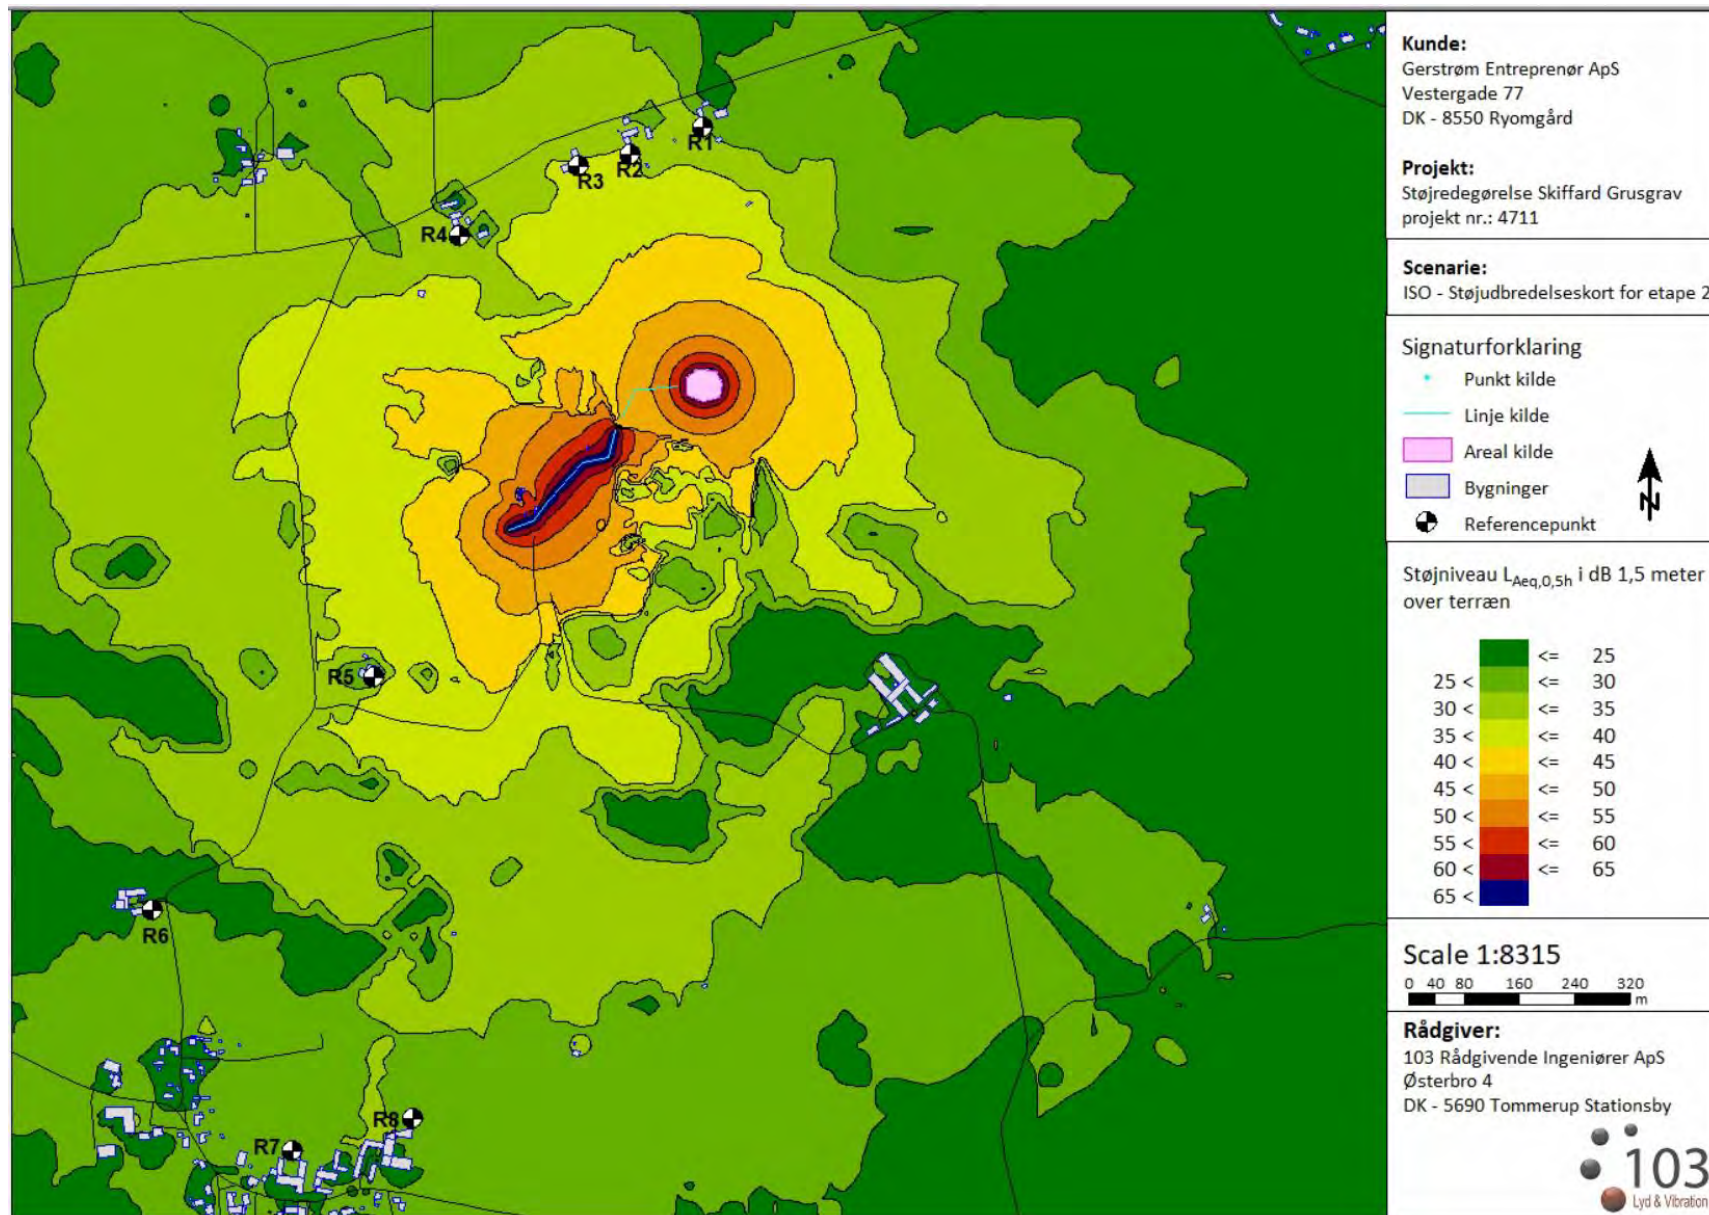 Kunde:
Gerstrøm Entreprenør ApS
Vestergade 77
DK - 8550 Ryomgård
Projekt:
Støjredegørelse Skiffard Grusgrav
projekt nr.: 4711
Scenarie:
ISO - Støjudbredelseskort for etape 2
Signaturforklaring
Punkt kilde
Linje kilde
Areal kilde
Bygninger
Referencepunkt
N
Støjniveau LAeq,0,5h i dB 1,5 meter
over terræn
<= 25
25 < <= 30
30 < <= 35
35 < <= 40
40 < <= 45
45 < <= 50
50 < <= 55
55 < <= 60
60 < <= 65
65 <
Scale 1:8315
0 40 80 160 240 320
m
Rådgiver:
103 Rådgivende Ingeniører ApS
Østerbro 4
DK - 5690 Tommerup Stationsby
103
Lyd & Vibration
R1
R2
R3
R4
R5
R6
R7
R8